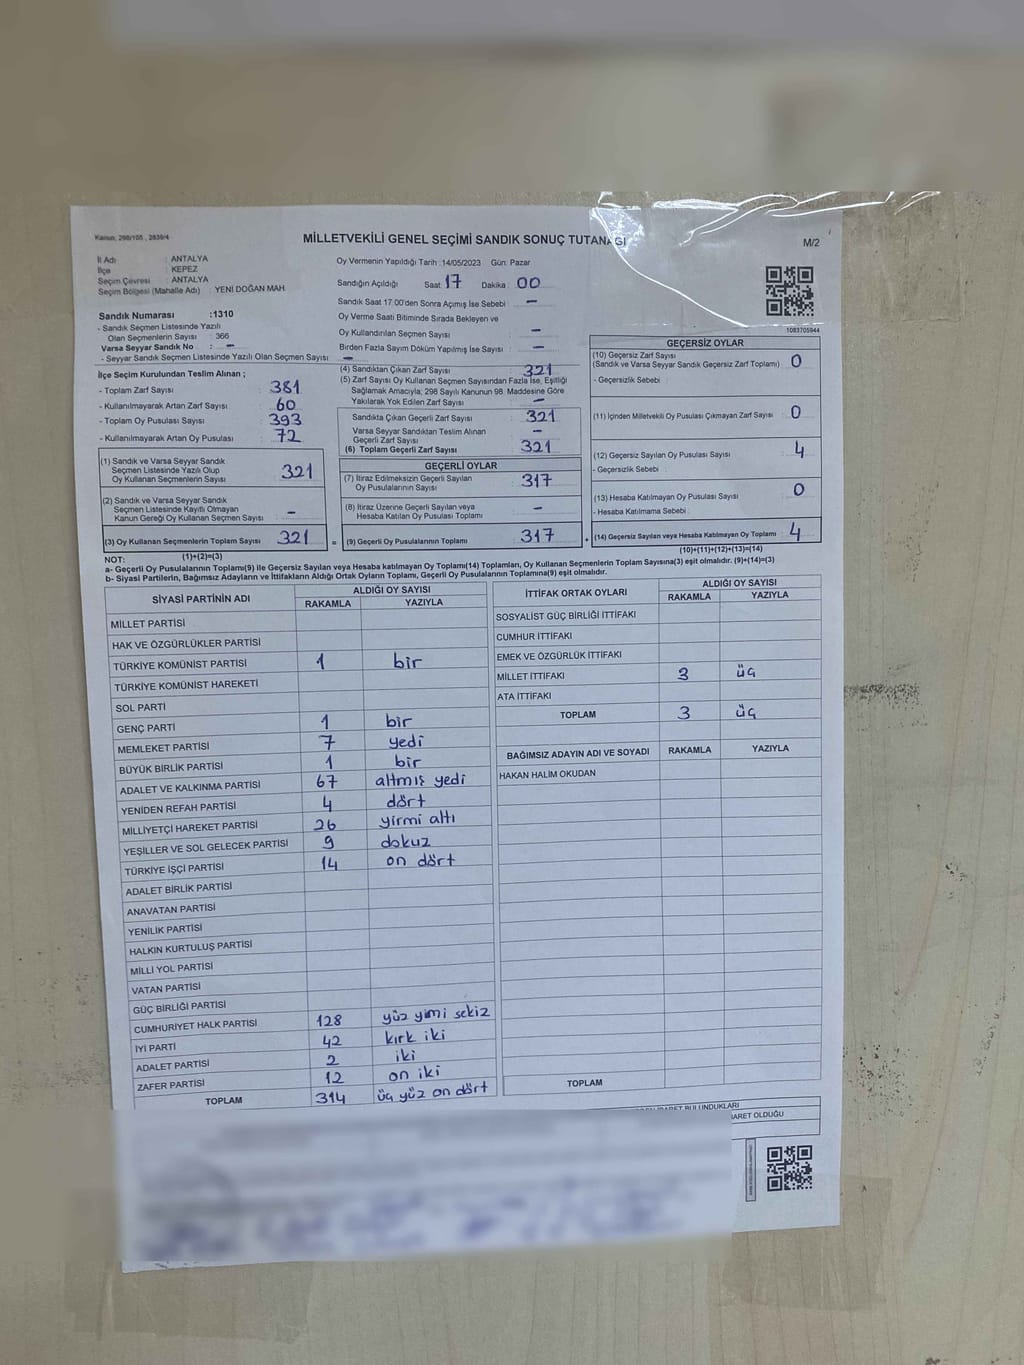 Kanun: 298/105 , 2839/4
MİLLETVEKİLİ GENEL SEÇİMİ SANDIK SONUÇ TUTANAĞI
M/2
İl Adı : ANTALYA
İlçe : KEPEZ
Seçim Çevresi : ANTALYA
Seçim Bölgesi (Mahalle Adı) : YENİ DOĞAN MAH.
Oy Vermenin Yapıldığı Tarih :14/05/2023 Gün: Pazar
Sandığın Açıldığı Saat: 17 Dakika : 00
Sandık Saat 17:00'den Sonra Açımış İse Sebebi : –
Oy Verme Saati Bitiminde Sırada Bekleyen ve
Oy Kullandırılan Seçmen Sayısı : –
Birden Fazla Sayım Döküm Yapılmış İse Sayısı : –
1083705944
Sandık Numarası :1310
- Sandık Seçmen Listesinde Yazılı
Olan Seçmenlerin Sayısı : 366
Varsa Seyyar Sandık No : –
- Seyyar Sandık Seçmen Listesinde Yazılı Olan Seçmen Sayısı : –
İlçe Seçim Kurulundan Teslim Alınan ;
- Toplam Zarf Sayısı : 381
- Kullanılmayarak Artan Zarf Sayısı : 60
- Toplam Oy Pusulası : 393
- Kullanılmayarak Artan Oy Pusulası : 72
(1) Sandık ve Varsa Seyyar Sandık
Seçmen Listesinde Yazılı Olup
Oy Kullanan Seçmenlerin Sayısı : 321
(2) Sandık ve Varsa Seyyar Sandık
Seçmen Listesinde Kayıtlı Olmayan
Kanun Gereği Oy Kullanan Seçmen Sayısı : –
(3) Oy Kullanan Seçmenlerin Toplam Sayısı : 321
(1)+(2)=(3)
(4) Sandıktan Çıkan Zarf Sayısı : 321
(5) Zarf Sayısı Oy Kullanan Seçmen Sayısından Fazla İse, Eşitliği
Sağlamak Amacıyla; 298 Sayılı Kanunun 98. Maddesine Göre
Yakılarak Yok Edilen Zarf Sayısı : –
Sandıkta Çıkan Geçerli Zarf Sayısı : 321
Varsa Seyyar Sandıktan Teslim Alınan
Geçerli Zarf Sayısı : –
(6) Toplam Geçerli Zarf Sayısı : 321
GEÇERLİ OYLAR
(7) İtiraz Edilmeksizin Geçerli Sayılan
Oy Pusulalarının Sayısı : 317
(8) İtiraz Üzerine Geçerli Sayılan veya
Hesaba Katılan Oy Pusulası Toplamı : –
= (9) Geçerli Oy Pusulalarının Toplamı : 317
GEÇERSİZ OYLAR
(10) Geçersiz Zarf Sayısı
(Sandık ve Varsa Seyyar Sandık Geçersiz Zarf Toplamı) : 0
- Geçersizlik Sebebi :
(11) İçinden Milletvekili Oy Pusulası Çıkmayan Zarf Sayısı : 0
(12) Geçersiz Sayılan Oy Pusulası Sayısı : 4
- Geçersizlik Sebebi :
(13) Hesaba Katılmayan Oy Pusulası Sayısı : 0
- Hesaba Katılmama Sebebi :
+ (14) Geçersiz Sayılan veya Hesaba Katılmayan Oy Toplamı : 4
(10)+(11)+(12)+(13)=(14)
NOT:
a- Geçerli Oy Pusulalarının Toplamı(9) ile Geçersiz Sayılan veya Hesaba katılmayan Oy Toplamı(14) Toplamları, Oy Kullanan Seçmenlerin Toplam Sayısına(3) eşit olmalıdır. (9)+(14)=(3)
b- Siyasi Partilerin, Bağımsız Adayların ve İttifakların Aldığı Ortak Oyların Toplamı, Geçerli Oy Pusulalarının Toplamına(9) eşit olmalıdır.
SİYASİ PARTİNİN ADI ALDIĞI OY SAYISI
RAKAMLA YAZIYLA
MİLLET PARTİSİ
HAK VE ÖZGÜRLÜKLER PARTİSİ
TÜRKİYE KOMÜNİST PARTİSİ 1 bir
TÜRKİYE KOMÜNİST HAREKETİ
SOL PARTİ
GENÇ PARTİ 1 bir
MEMLEKET PARTİSİ 7 yedi
BÜYÜK BİRLİK PARTİSİ 1 bir
ADALET VE KALKINMA PARTİSİ 67 altmış yedi
YENİDEN REFAH PARTİSİ 4 dört
MİLLİYETÇİ HAREKET PARTİSİ 26 yirmi altı
YEŞİLLER VE SOL GELECEK PARTİSİ 9 dokuz
TÜRKİYE İŞÇİ PARTİSİ 14 on dört
ADALET BİRLİK PARTİSİ
ANAVATAN PARTİSİ
YENİLİK PARTİSİ
HALKIN KURTULUŞ PARTİSİ
MİLLİ YOL PARTİSİ
VATAN PARTİSİ
GÜÇ BİRLİĞİ PARTİSİ
CUMHURİYET HALK PARTİSİ 128 yüz yimi sekiz
İYİ PARTİ 42 kırk iki
ADALET PARTİSİ 2 iki
ZAFER PARTİSİ 12 on iki
TOPLAM 314 üç yüz on dört
İTTİFAK ORTAK OYLARI ALDIĞI OY SAYISI
RAKAMLA YAZIYLA
SOSYALİST GÜÇ BİRLİĞİ İTTİFAKI
CUMHUR İTTİFAKI
EMEK VE ÖZGÜRLÜK İTTİFAKI
MİLLET İTTİFAKI 3 üç
ATA İTTİFAKI
TOPLAM 3 üç
BAĞIMSIZ ADAYIN ADI VE SOYADI RAKAMLA YAZIYLA
HAKAN HALİM OKUDAN
TOPLAM
BULUNDUKLARI
İBARET OLDUĞU